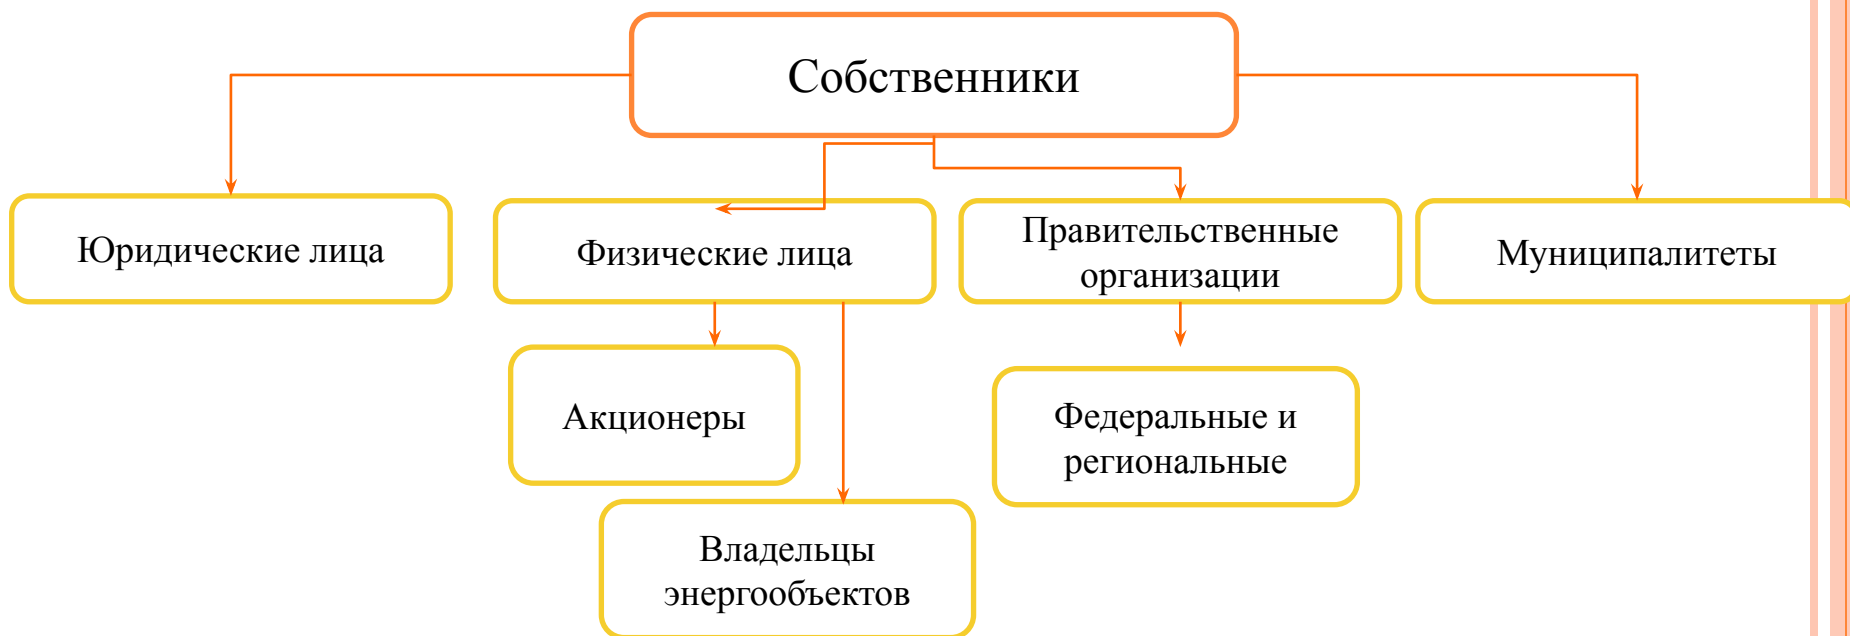 Собственники
Юридические лица
Физические лица
Правительственные
организации
Муниципалитеты
Акционеры
Федеральные и
региональные
Владельцы
энергообъектов